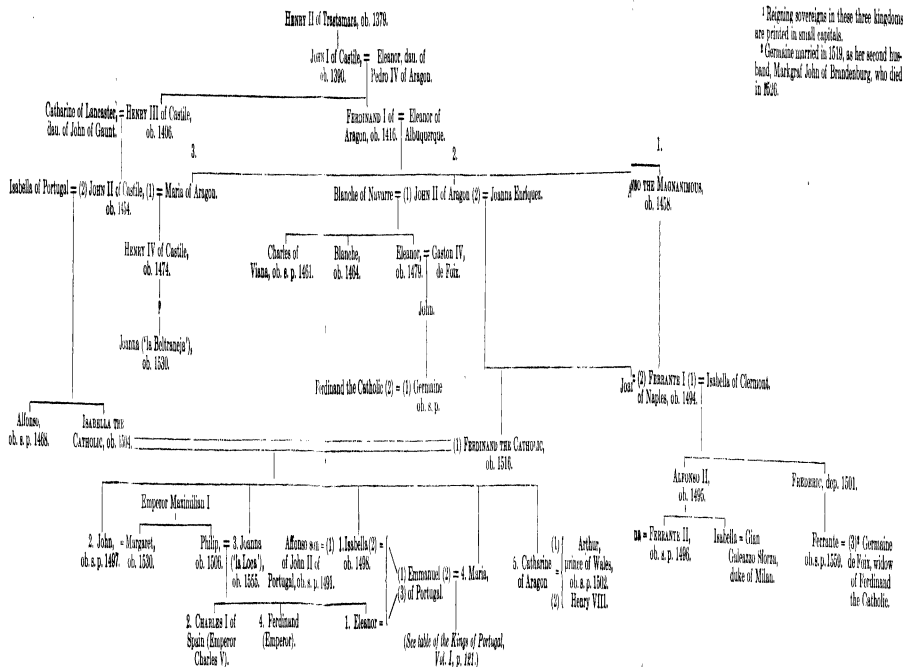 HENRY II of Trastamara, ob. 1379.
¹ Reigning sovereigns in these three kingdoms
are printed in small capitals.
² Germaine married in 1519, as her second hus-
band, Markgraf John of Brandenburg, who died
in 1526.
JOHN I of Castile, = Eleanor, dau. of
ob. 1390. Pedro IV of Aragon.
Catharine of Lancaster, = HENRY III of Castile,
dau. of John of Gaunt. ob. 1406.
FERDINAND I of = Eleanor of
Aragon, ob. 1416. Albuquerque.
3. 2. 1.
Isabella of Portugal = (2) JOHN II of Castile, (1) = Maria of Aragon.
ob. 1454.
Blanche of Navarre = (1) JOHN II of Aragon (2) = Joanna Enriquez.
THE MAGNANIMOUS,
ob. 1458.
HENRY IV of Castile,
ob. 1474.
Charles of
Viana, ob. s. p. 1461.
Blanche,
ob. 1464.
Eleanor, = Gaston IV,
ob. 1479. de Foix.
John.
?
Joanna ('la Beltraneja'),
ob. 1530.
Ferdinand the Catholic (2) = (1) Germaine
ob. s. p.
= (2) FERRANTE I (1) = Isabella of Clermont.
of Naples, ob. 1494.
Alfonso,
ob. s. p. 1468.
ISABELLA THE
CATHOLIC, ob. 1504.
(1) FERDINAND THE CATHOLIC,
ob. 1516.
ALFONSO II,
ob. 1495.
FREDERIC, dep. 1501.
Emperor Maximilian I
2. John, = Margaret,
ob. s. p. 1497. ob. 1530.
Philip, = 3. Joanna
ob. 1506. ('la Loca'),
ob. 1555.
Affonso son = (1) 1. Isabella (2) =
of John II of ob. 1498.
Portugal, ob. s. p. 1491.
(1) Emmanuel (2) = 4. Maria,
(3) of Portugal.
5. Catharine =
of Aragon
(1) Arthur,
prince of Wales,
ob. s. p. 1502.
(2) Henry VIII.
= FERRANTE II,
ob. s. p. 1496.
Isabella = Gian
Galeazzo Sforza,
duke of Milan.
Ferrante = (3)² Germaine
ob. s. p. 1559. de Foix, widow
of Ferdinand
the Catholic.
2. CHARLES I of
Spain (Emperor
Charles V).
4. Ferdinand
(Emperor).
1. Eleanor =
(See table of the Kings of Portugal,
Vol. I, p. 181.)